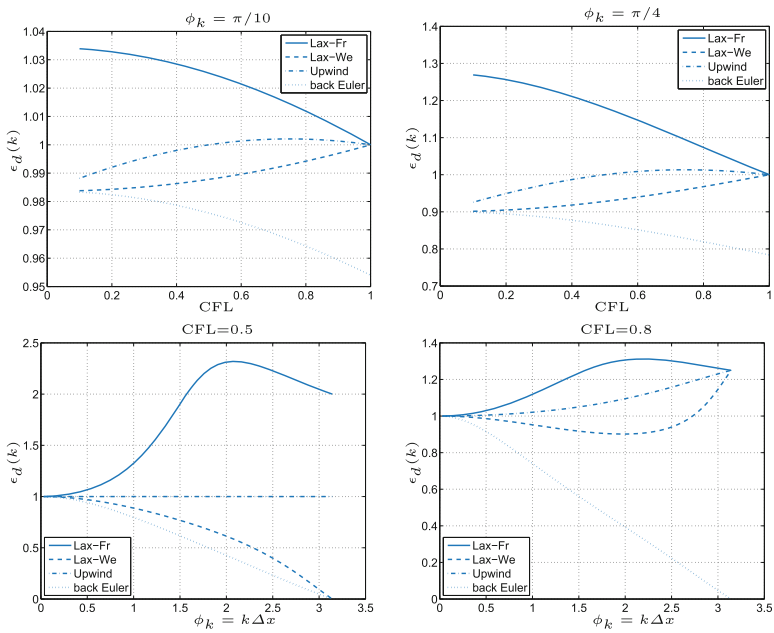 ϕk = π/10
1.04
1.03
1.02
1.01
1
0.99
0.98
0.97
0.96
0.95
ϵd(k)
Lax−Fr
Lax−We
Upwind
back Euler
0 0.2 0.4 0.6 0.8 1
CFL
ϕk = π/4
1.4
1.3
1.2
1.1
1
0.9
0.8
0.7
ϵd(k)
Lax−Fr
Lax−We
Upwind
back Euler
0 0.2 0.4 0.6 0.8 1
CFL
CFL=0.5
2.5
2
1.5
1
0.5
0
ϵd(k)
Lax−Fr
Lax−We
Upwind
back Euler
0 0.5 1 1.5 2 2.5 3 3.5
ϕk = kΔx
CFL=0.8
1.4
1.2
1
0.8
0.6
0.4
0.2
0
ϵd(k)
Lax−Fr
Lax−We
Upwind
back Euler
0 0.5 1 1.5 2 2.5 3 3.5
ϕk = kΔx